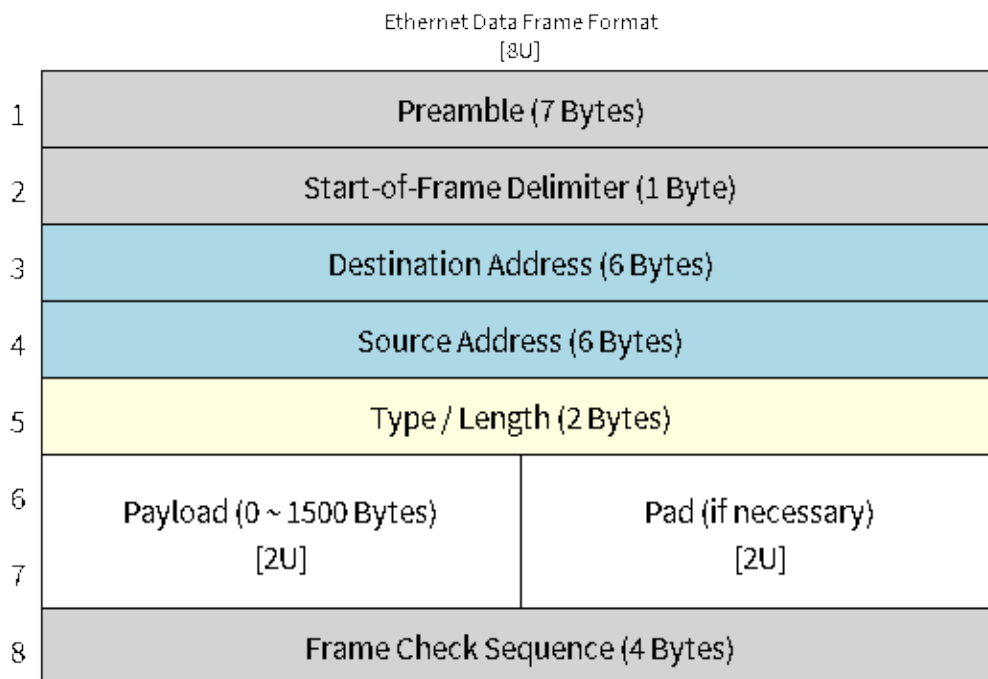 Ethernet Data Frame Format
[8U]
1
Preamble (7 Bytes)
2
Start-of-Frame Delimiter (1 Byte)
3
Destination Address (6 Bytes)
4
Source Address (6 Bytes)
5
Type / Length (2 Bytes)
6
Payload (0 ~ 1500 Bytes)
[2U]
Pad (if necessary)
[2U]
7
8
Frame Check Sequence (4 Bytes)